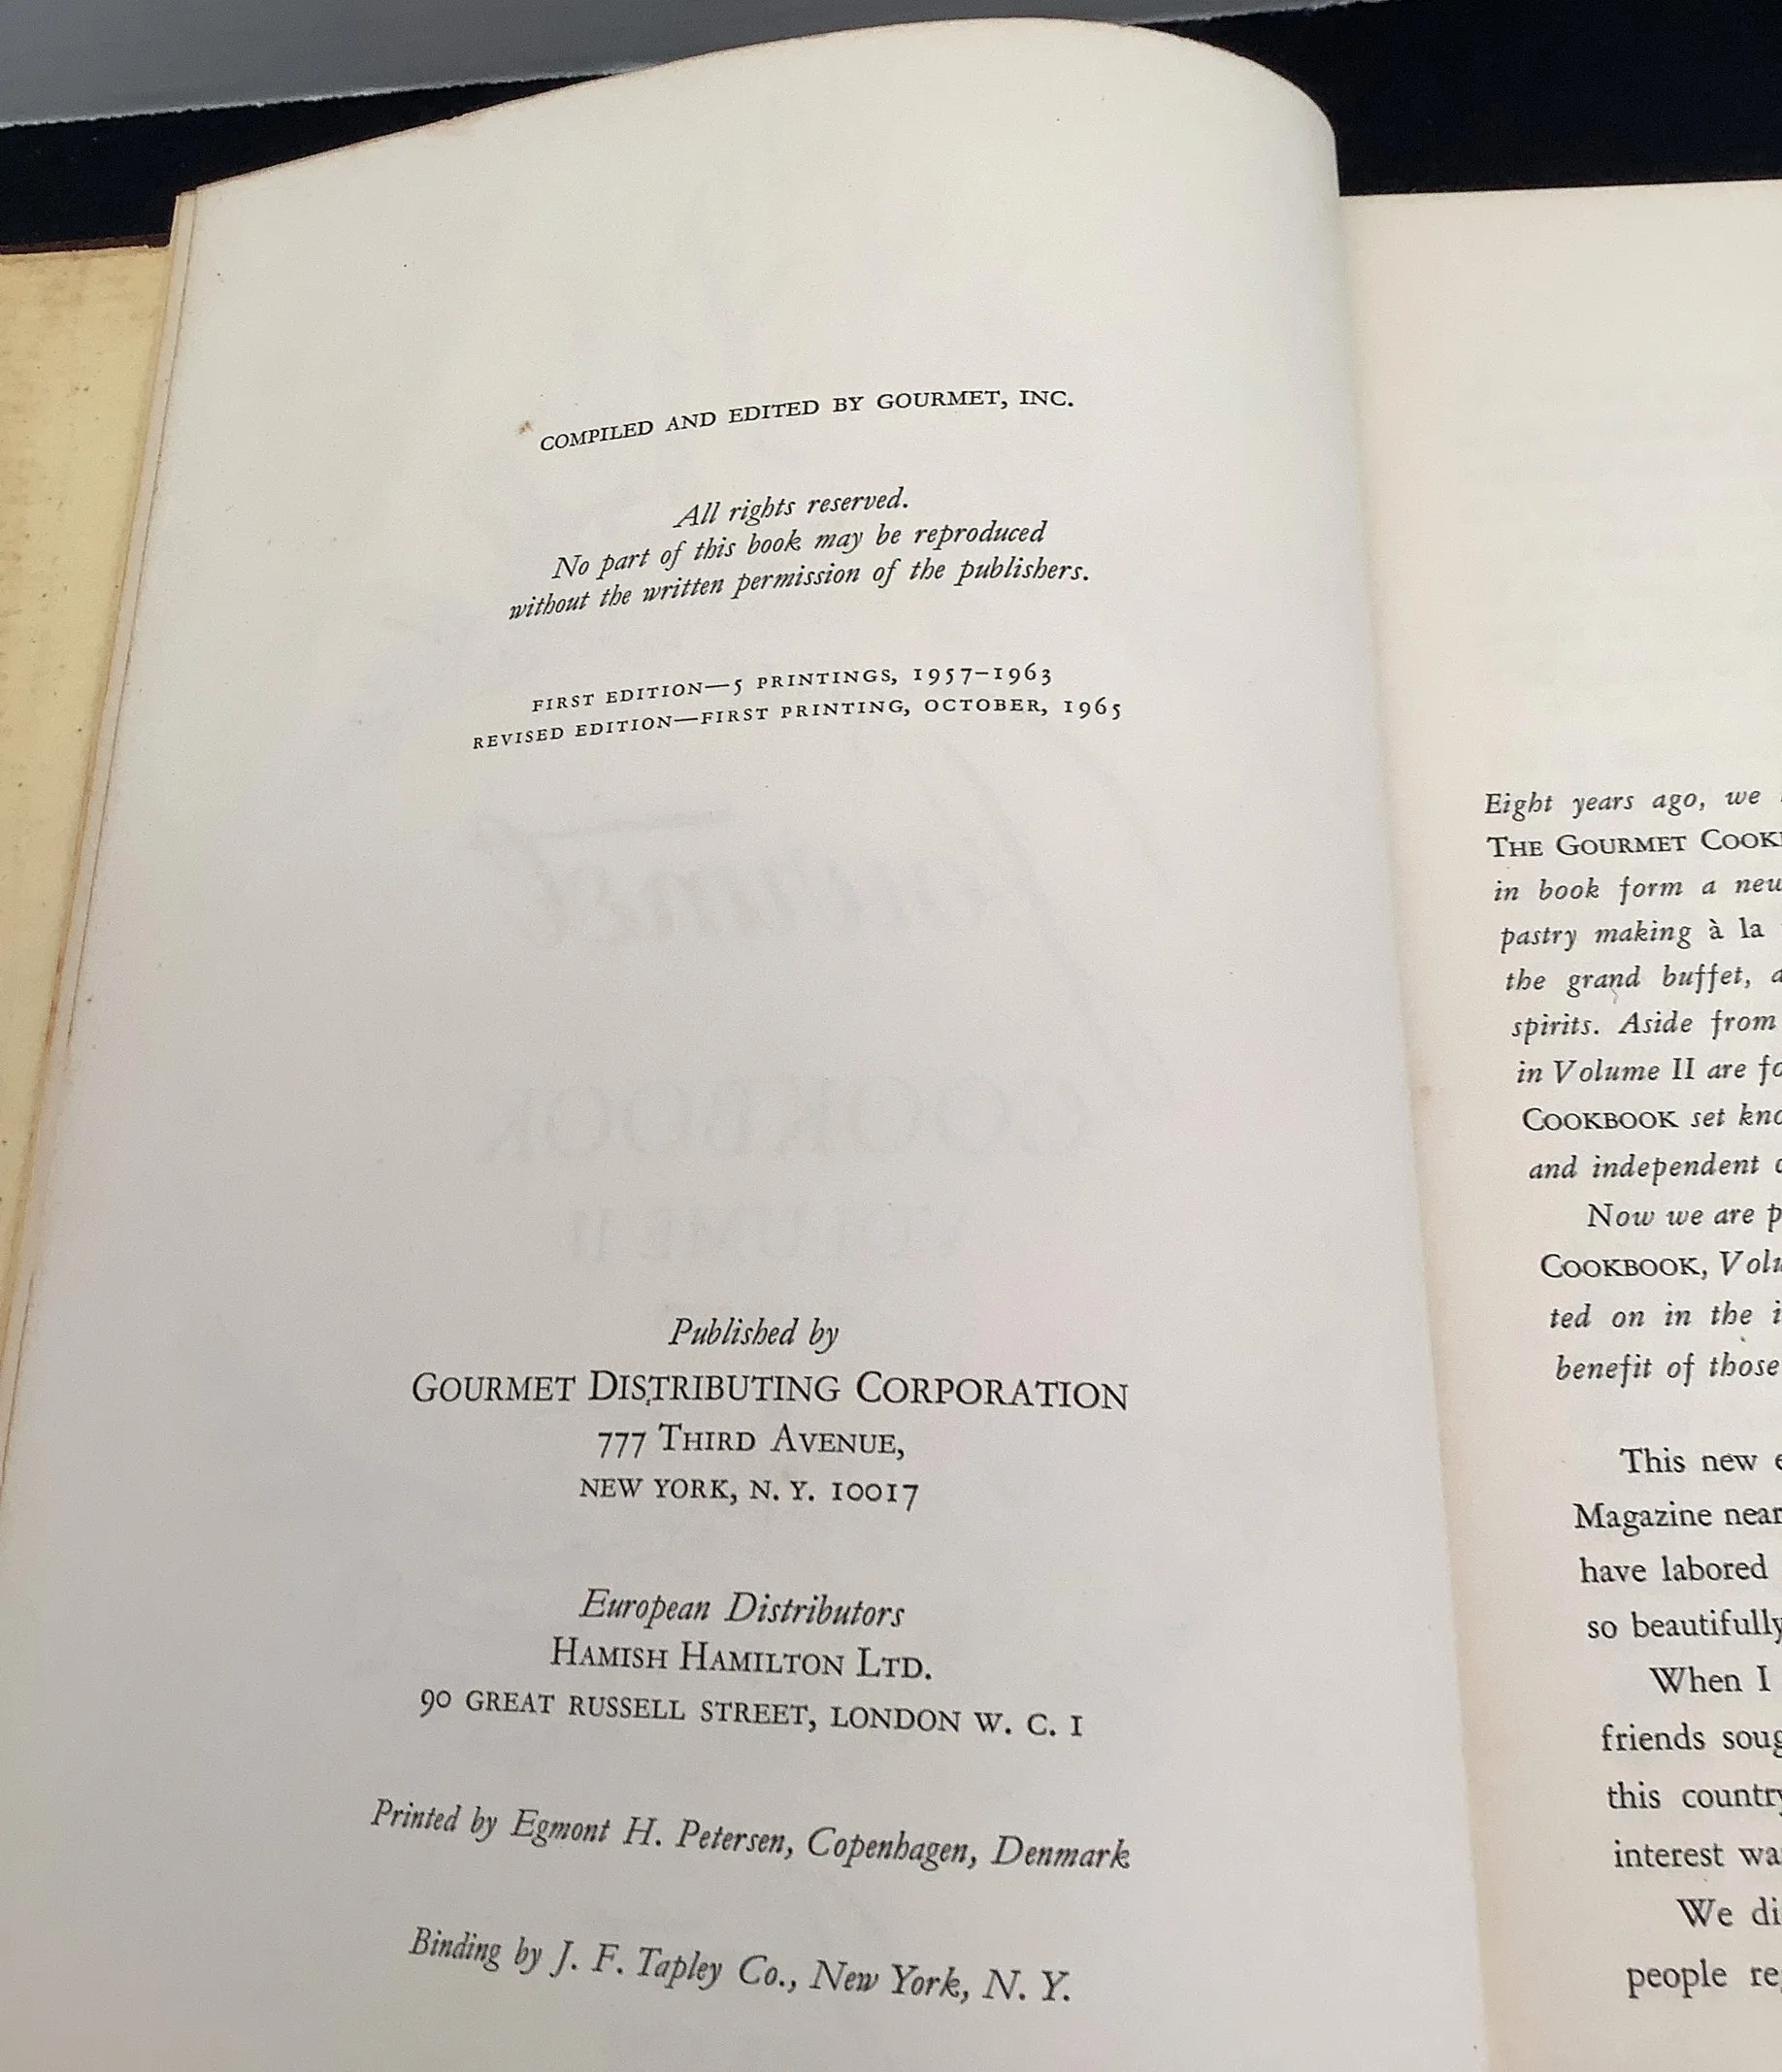 COMPILED AND EDITED BY GOURMET, INC.
All rights reserved.
No part of this book may be reproduced
without the written permission of the publishers.
FIRST EDITION—5 PRINTINGS, 1957–1963
REVISED EDITION—FIRST PRINTING, OCTOBER, 1965
Gourmet
COOKBOOK
VOLUME II
Published by
GOURMET DISTRIBUTING CORPORATION
777 THIRD AVENUE,
NEW YORK, N. Y. 10017
European Distributors
HAMISH HAMILTON LTD.
90 GREAT RUSSELL STREET, LONDON W. C. I
Printed by Egmont H. Petersen, Copenhagen, Denmark
Binding by J. F. Tapley Co., New York, N. Y.
Eight years ago, we
THE GOURMET
in book form a
pastry making à la
the grand buffet,
spirits. Aside from
in Volume II are
COOKBOOK set
and independent
Now we are
COOKBOOK,
ted on in the
benefit of those
This new
Magazine
have labored
so beautifully
When I
friends
this country
interest
We
people